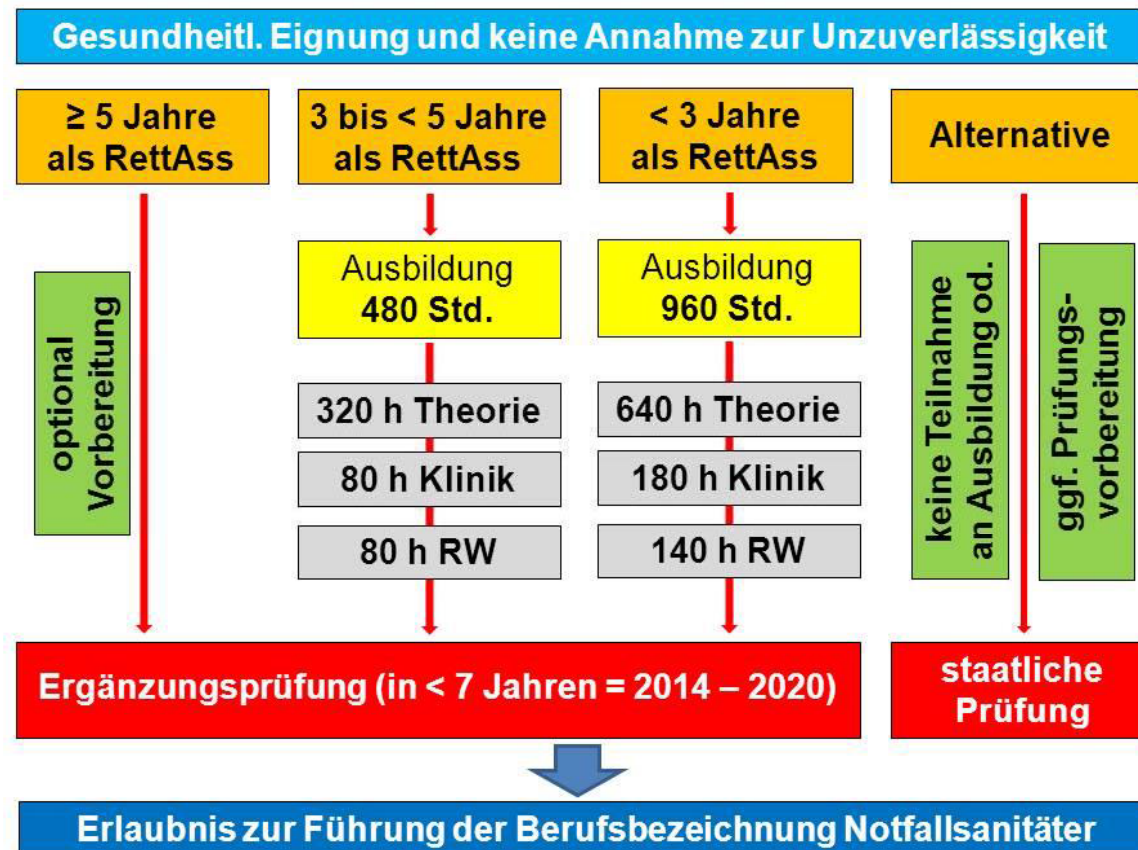 Gesundheitl. Eignung und keine Annahme zur Unzuverlässigkeit
≥ 5 Jahre
als RettAss
3 bis < 5 Jahre
als RettAss
< 3 Jahre
als RettAss
Alternative
optional
Vorbereitung
Ausbildung
480 Std.
320 h Theorie
80 h Klinik
80 h RW
Ausbildung
960 Std.
640 h Theorie
180 h Klinik
140 h RW
keine Teilnahme
an Ausbildung od.
ggf. Prüfungs-
vorbereitung
Ergänzungsprüfung (in < 7 Jahren = 2014 – 2020)
staatliche
Prüfung
Erlaubnis zur Führung der Berufsbezeichnung Notfallsanitäter